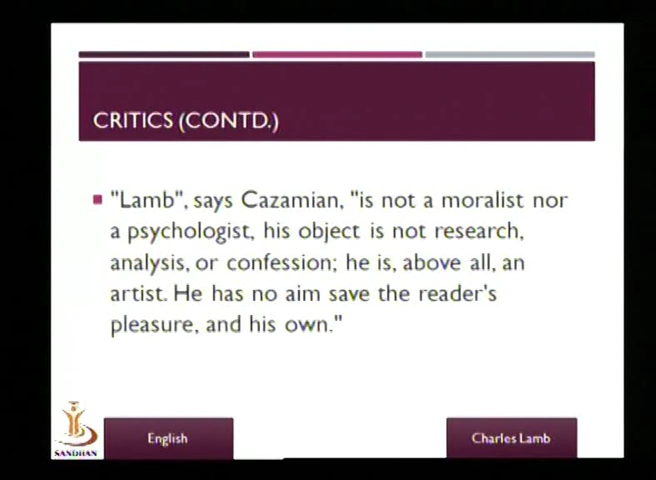 CRITICS (CONTD.)
"Lamb", says Cazamian, "is not a moralist nor
a psychologist, his object is not research,
analysis, or confession; he is, above all, an
artist. He has no aim save the reader's
pleasure, and his own."
SANDHAN
English
Charles Lamb